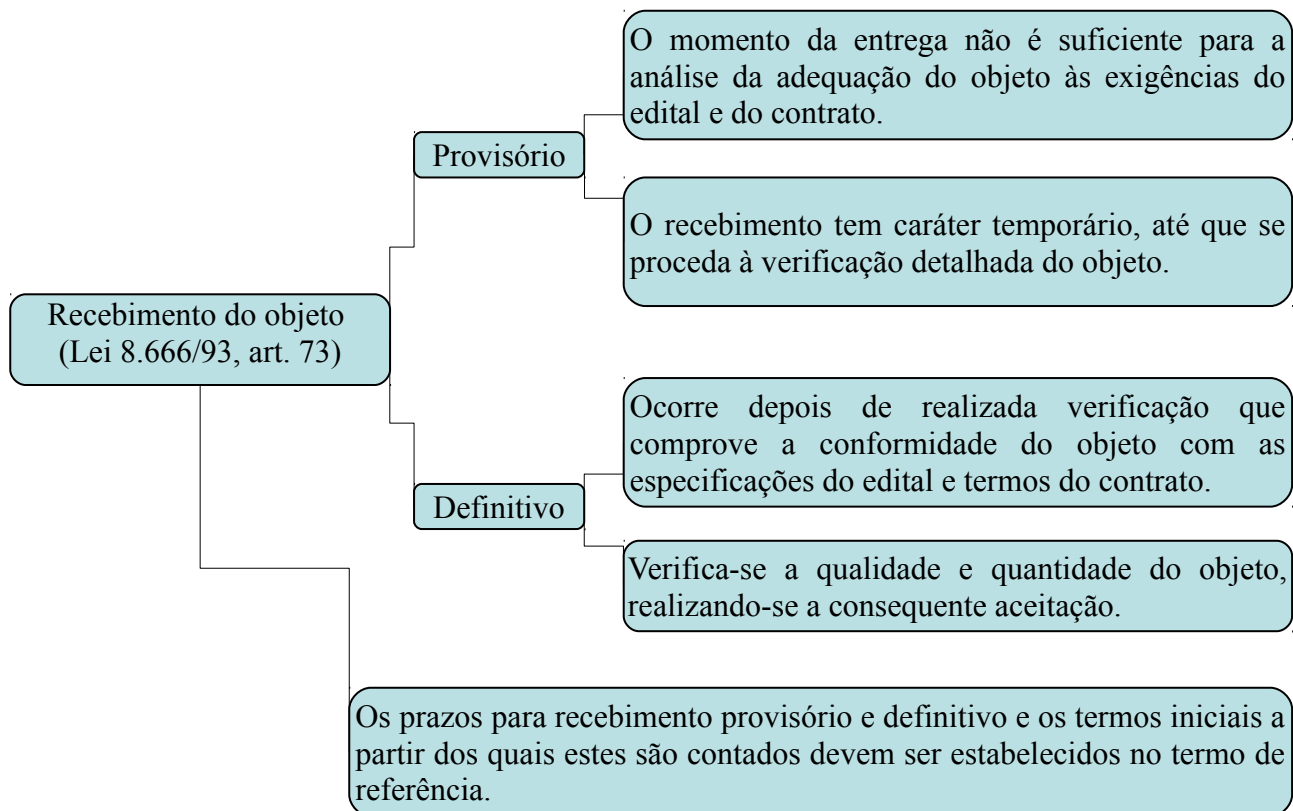 O momento da entrega não é suficiente para a
análise da adequação do objeto às exigências do
edital e do contrato.
Provisório
O recebimento tem caráter temporário, até que se
proceda à verificação detalhada do objeto.
Recebimento do objeto
(Lei 8.666/93, art. 73)
Ocorre depois de realizada verificação que
comprove a conformidade do objeto com as
especificações do edital e termos do contrato.
Definitivo
Verifica-se a qualidade e quantidade do objeto,
realizando-se a consequente aceitação.
Os prazos para recebimento provisório e definitivo e os termos iniciais a
partir dos quais estes são contados devem ser estabelecidos no termo de
referência.